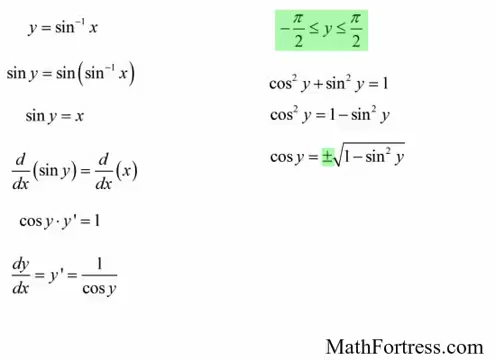 y = sin⁻¹ x
sin y = sin(sin⁻¹ x)
sin y = x
d/dx (sin y) = d/dx (x)
cos y · y' = 1
dy/dx = y' = 1/cos y
-π/2 ≤ y ≤ π/2
cos² y + sin² y = 1
cos² y = 1 − sin² y
cos y = ±√(1 − sin² y)
MathFortress.com